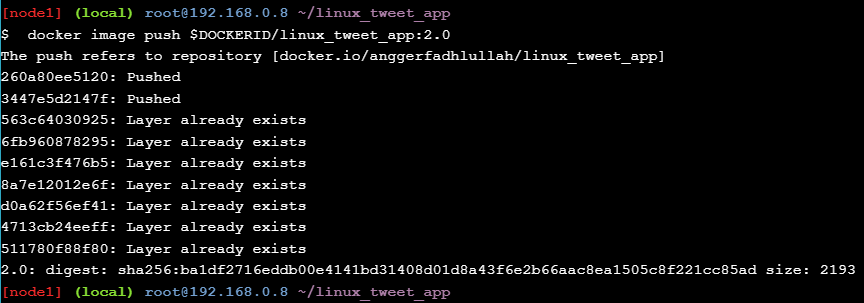 [node1] (local) root@192.168.0.8 ~/linux_tweet_app
$  docker image push $DOCKERID/linux_tweet_app:2.0
The push refers to repository [docker.io/anggerfadhlullah/linux_tweet_app]
260a80ee5120: Pushed
3447e5d2147f: Pushed
563c64030925: Layer already exists
6fb960878295: Layer already exists
e161c3f476b5: Layer already exists
8a7e12012e6f: Layer already exists
d0a62f56ef41: Layer already exists
4713cb24eeff: Layer already exists
511780f88f80: Layer already exists
2.0: digest: sha256:ba1df2716eddb00e4141bd31408d01d8a43f6e2b66aac8ea1505c8f221cc85ad size: 2193
[node1] (local) root@192.168.0.8 ~/linux_tweet_app